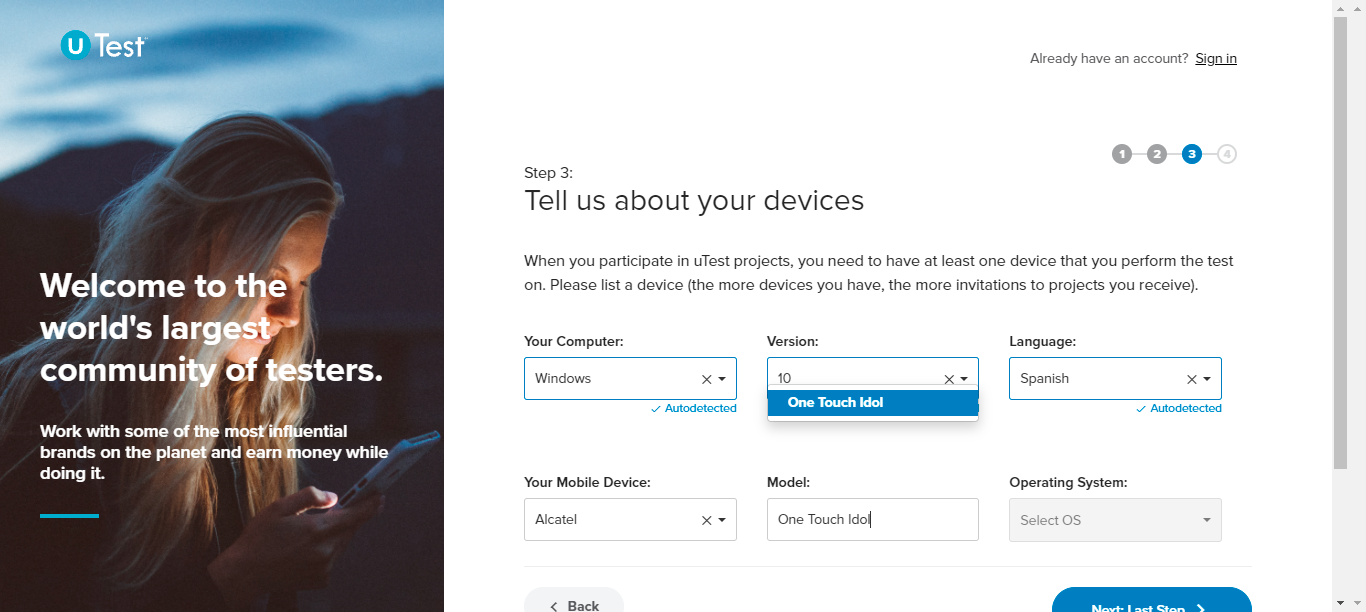 uTest
Already have an account? Sign in
1 2 3 4
Step 3:
Tell us about your devices
Welcome to the
world's largest
community of testers.
Work with some of the most influential
brands on the planet and earn money while
doing it.
When you participate in uTest projects, you need to have at least one device that you perform the test
on. Please list a device (the more devices you have, the more invitations to projects you receive).
Your Computer: Version: Language:
Windows 10 Spanish
Autodetected One Touch Idol Autodetected
Your Mobile Device: Model: Operating System:
Alcatel One Touch Idol Select OS
Back Next: Last Step